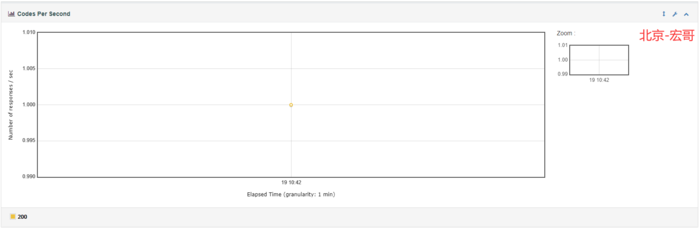 Codes Per Second
北京-宏哥
Zoom :
1.010
1.005
1.000
0.995
0.990
Number of responses / sec
19 10:42
Elapsed Time (granularity: 1 min)
1.01
1.00
0.99
19 10:42
200